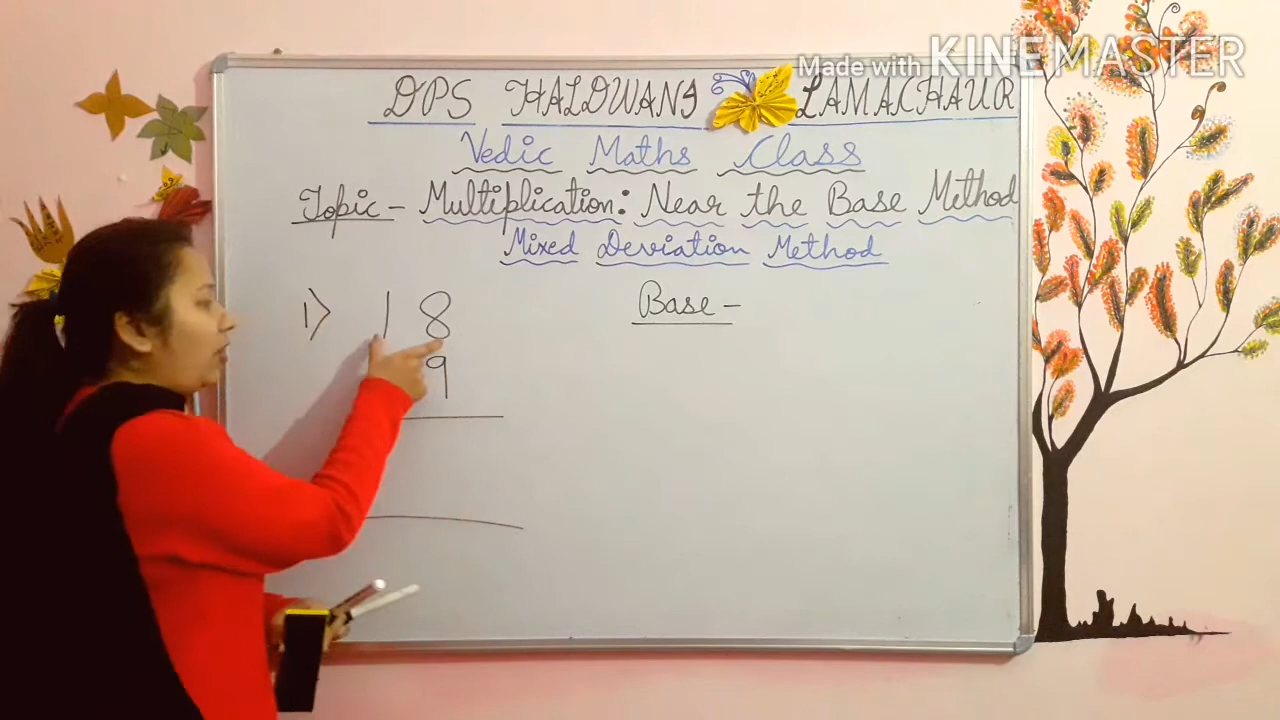 Made with KINEMASTER
DPS HALDWANI LAMACHAUR
Vedic Maths Class
Topic - Multiplication: Near the Base Method
Mixed Deviation Method
1) 18
Base -
9